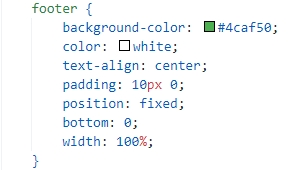 footer {
    background-color: #4caf50;
    color: white;
    text-align: center;
    padding: 10px 0;
    position: fixed;
    bottom: 0;
    width: 100%;
}